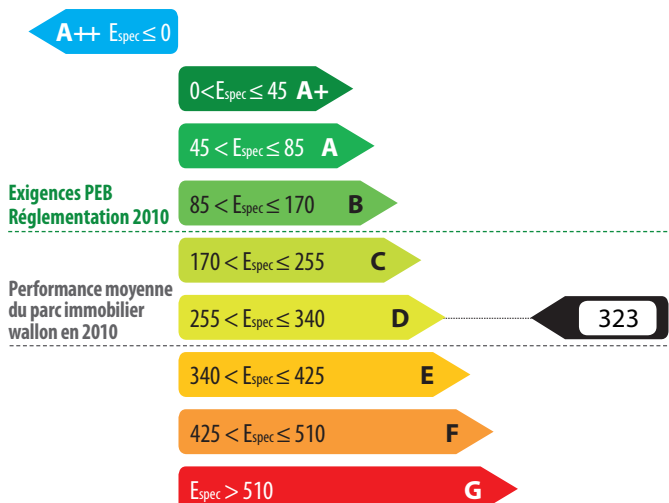 A++ Espec ≤ 0
0<Espec ≤ 45 A+
45 < Espec ≤ 85 A
Exigences PEB
Réglementation 2010
85 < Espec ≤ 170 B
170 < Espec ≤ 255 C
Performance moyenne
du parc immobilier
wallon en 2010
255 < Espec ≤ 340 D
323
340 < Espec ≤ 425 E
425 < Espec ≤ 510 F
Espec > 510 G